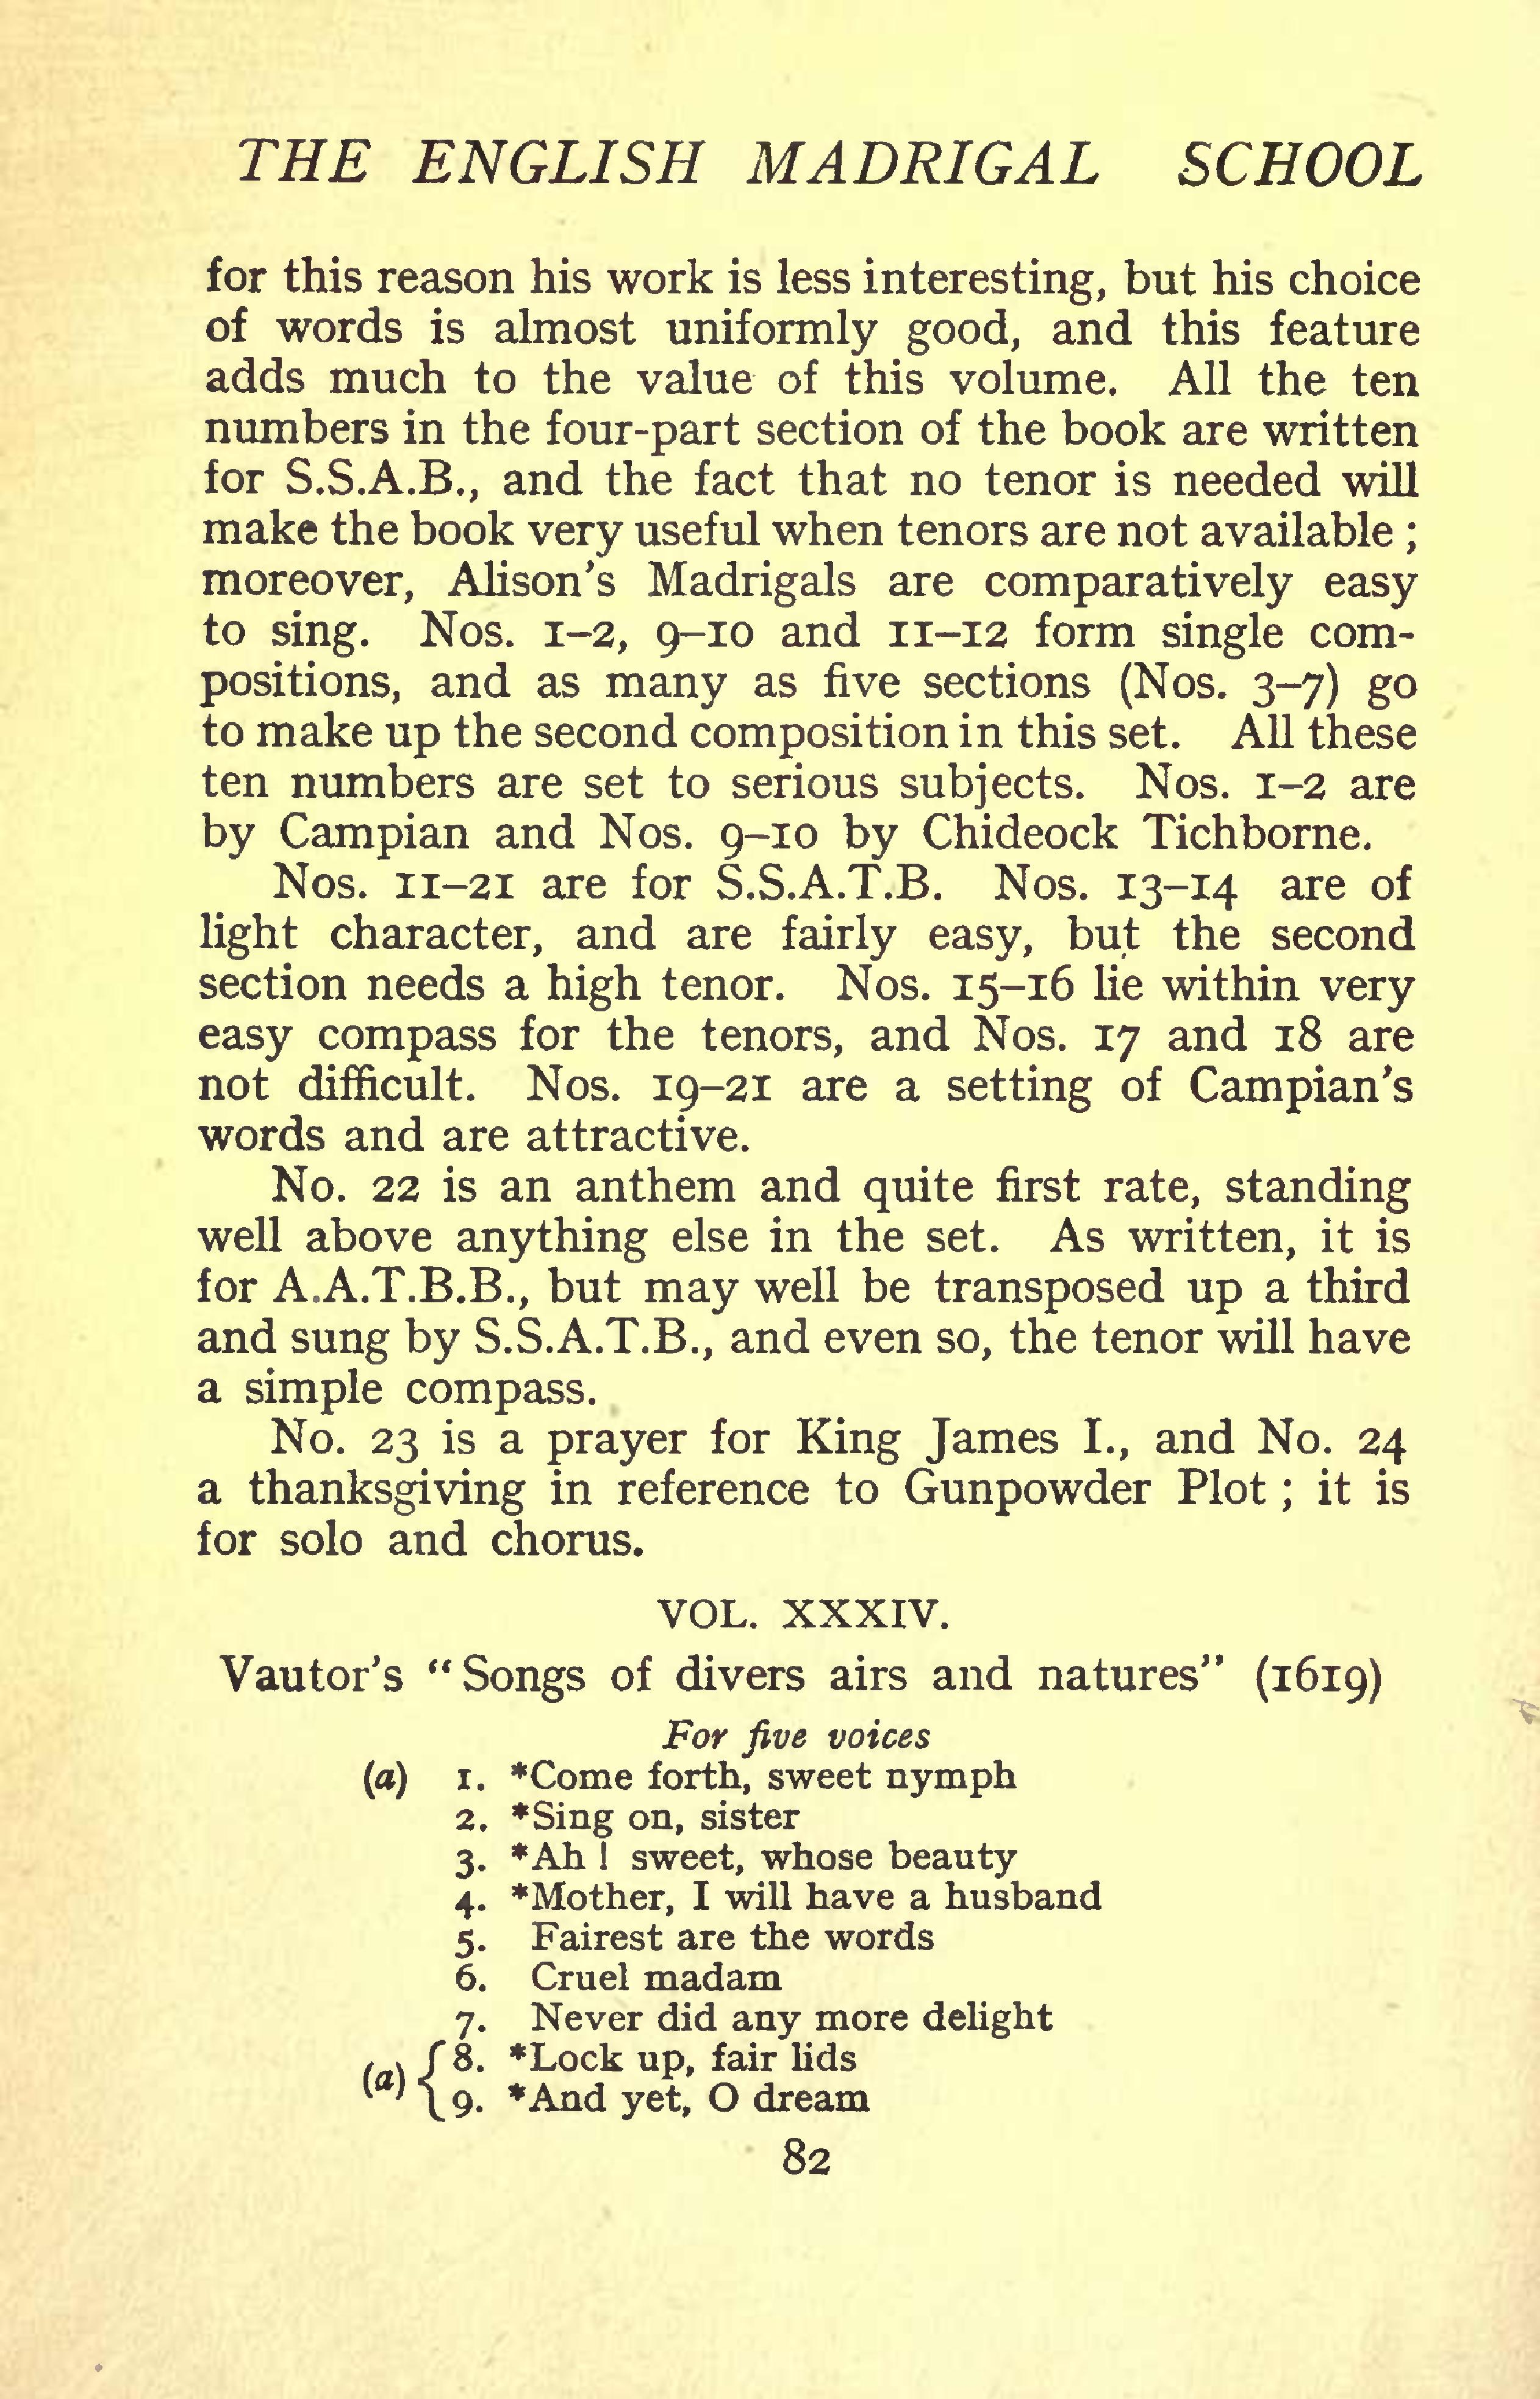 THE ENGLISH MADRIGAL SCHOOL
for this reason his work is less interesting, but his choice
of words is almost uniformly good, and this feature
adds much to the value of this volume. All the ten
numbers in the four-part section of the book are written
for S.S.A.B., and the fact that no tenor is needed will
make the book very useful when tenors are not available ;
moreover, Alison's Madrigals are comparatively easy
to sing. Nos. 1–2, 9–10 and 11–12 form single com-
positions, and as many as five sections (Nos. 3–7) go
to make up the second composition in this set. All these
ten numbers are set to serious subjects. Nos. 1–2 are
by Campian and Nos. 9–10 by Chideock Tichborne.
Nos. 11–21 are for S.S.A.T.B. Nos. 13–14 are of
light character, and are fairly easy, but the second
section needs a high tenor. Nos. 15–16 lie within very
easy compass for the tenors, and Nos. 17 and 18 are
not difficult. Nos. 19–21 are a setting of Campian's
words and are attractive.
No. 22 is an anthem and quite first rate, standing
well above anything else in the set. As written, it is
for A.A.T.B.B., but may well be transposed up a third
and sung by S.S.A.T.B., and even so, the tenor will have
a simple compass.
No. 23 is a prayer for King James I., and No. 24
a thanksgiving in reference to Gunpowder Plot ; it is
for solo and chorus.
VOL. XXXIV.
Vautor's "Songs of divers airs and natures" (1619)
For five voices
(a) 1. *Come forth, sweet nymph
2. *Sing on, sister
3. *Ah ! sweet, whose beauty
4. *Mother, I will have a husband
5. Fairest are the words
6. Cruel madam
7. Never did any more delight
(a) { 8. *Lock up, fair lids
9. *And yet, O dream
82